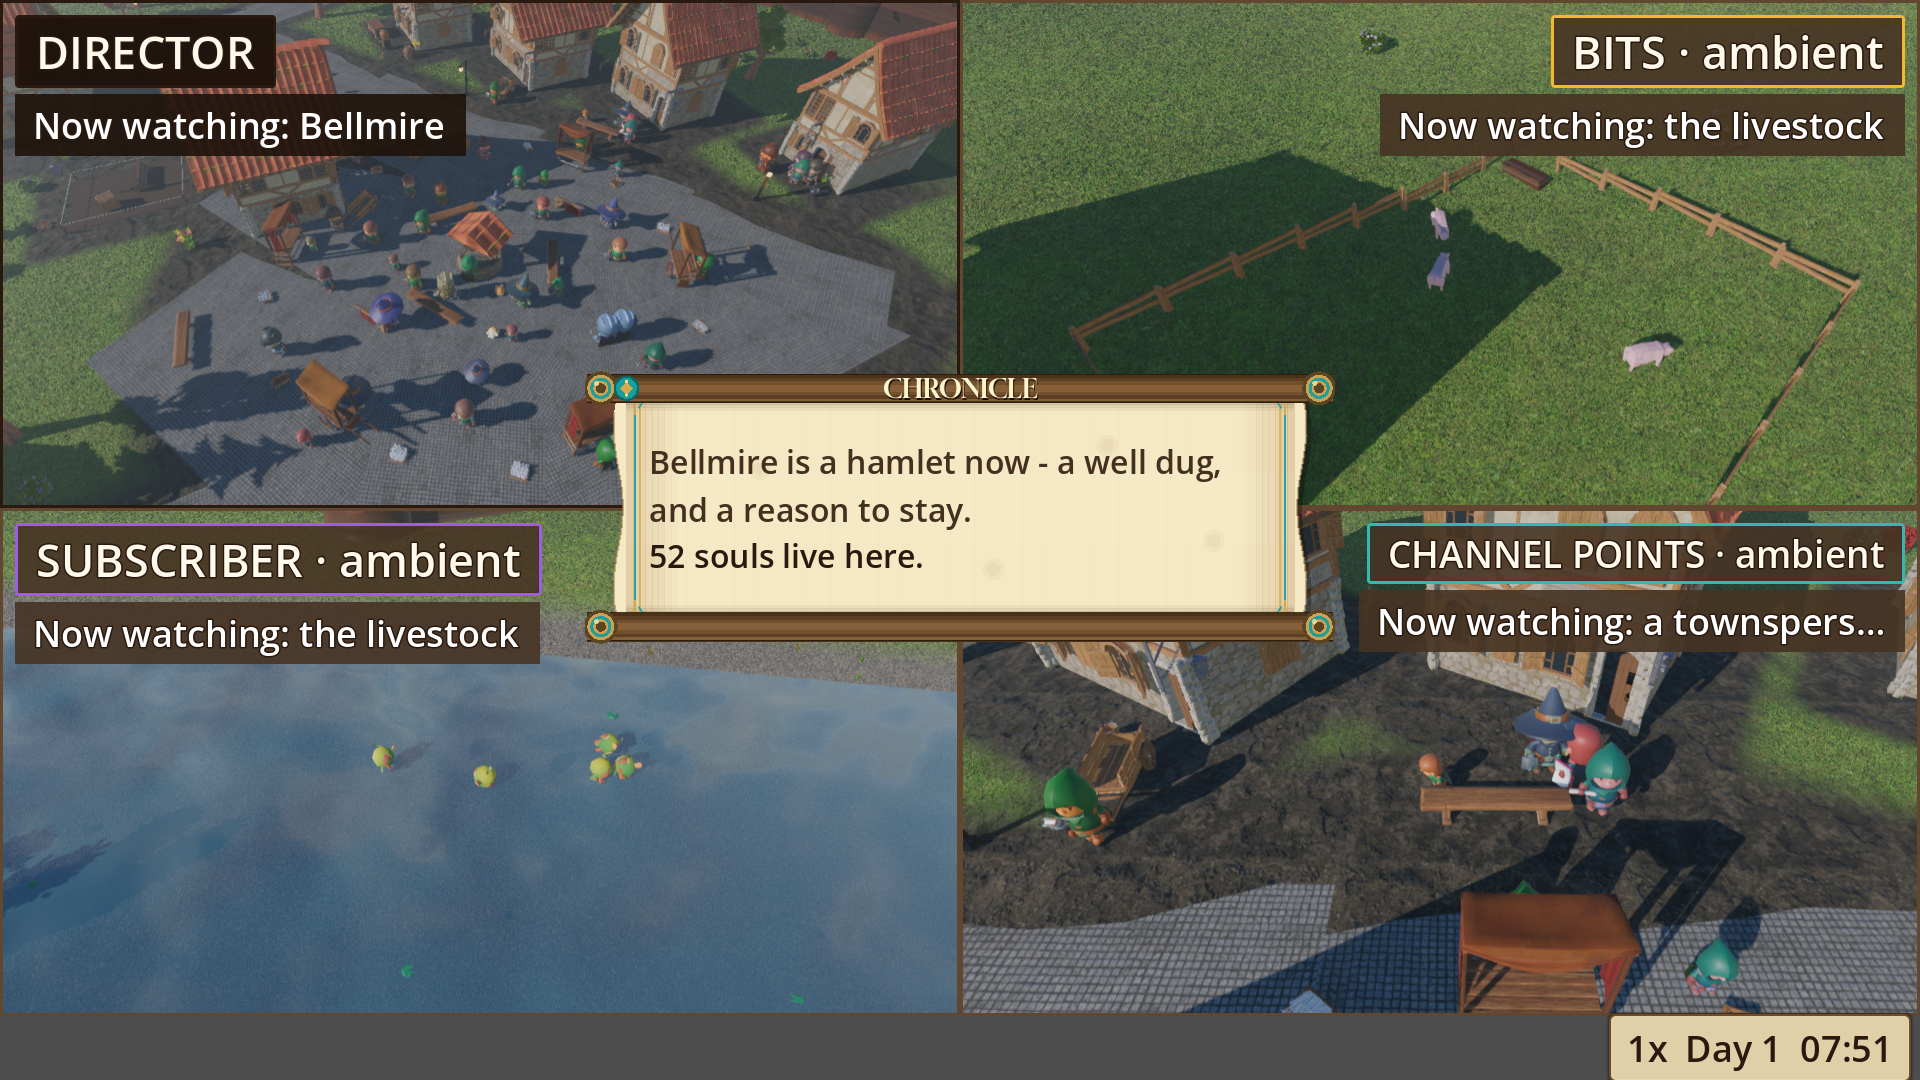 DIRECTOR
Now watching: Bellmire
BITS · ambient
Now watching: the livestock
CHRONICLE
Bellmire is a hamlet now - a well dug,
and a reason to stay.
52 souls live here.
SUBSCRIBER · ambient
Now watching: the livestock
CHANNEL POINTS · ambient
Now watching: a townspers...
1x Day 1 07:51